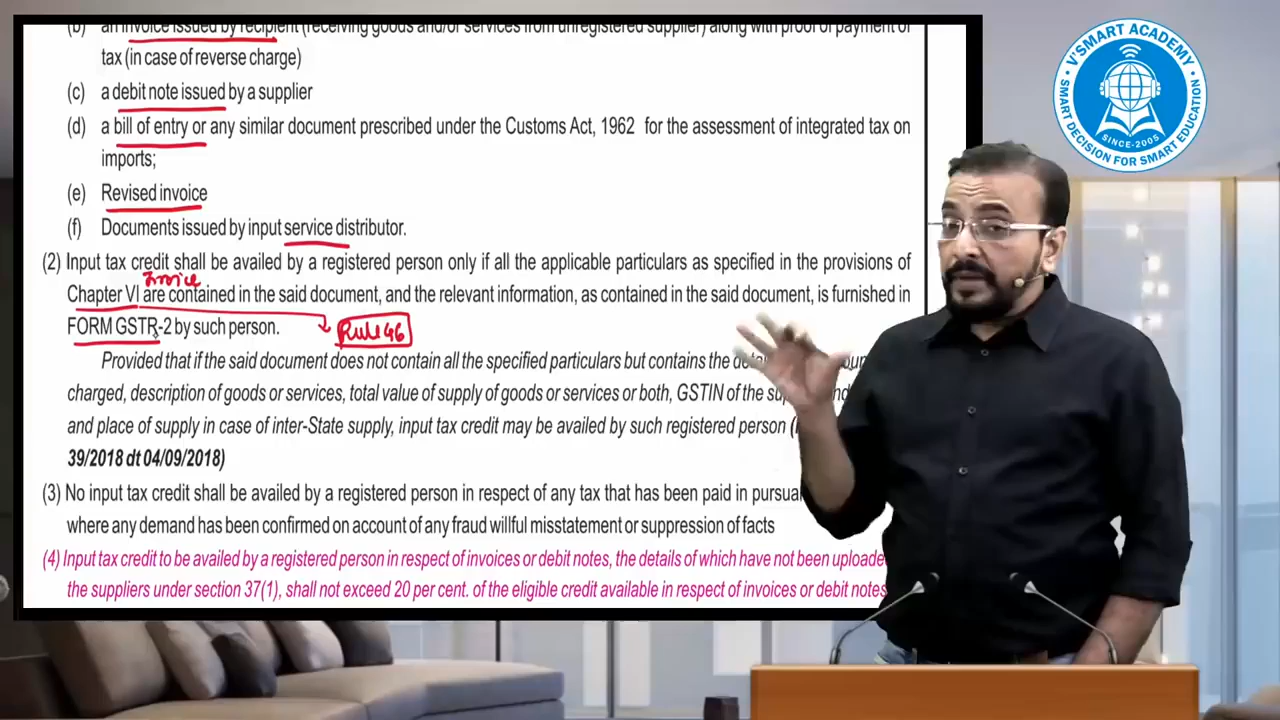 (b) an invoice issued by recipient (receiving goods and/or services from unregistered supplier) along with proof of payment of
tax (in case of reverse charge)
(c) a debit note issued by a supplier
(d) a bill of entry or any similar document prescribed under the Customs Act, 1962 for the assessment of integrated tax on
imports;
(e) Revised invoice
(f) Documents issued by input service distributor.
(2) Input tax credit shall be availed by a registered person only if all the applicable particulars as specified in the provisions of
Invoice
Chapter VI are contained in the said document, and the relevant information, as contained in the said document, is furnished in
FORM GSTR-2 by such person.
Rule 46
Provided that if the said document does not contain all the specified particulars but contains the
charged, description of goods or services, total value of supply of goods or services or both, GSTIN of the
and place of supply in case of inter-State supply, input tax credit may be availed by such registered person
39/2018 dt 04/09/2018)
(3) No input tax credit shall be availed by a registered person in respect of any tax that has been paid in
where any demand has been confirmed on account of any fraud willful misstatement or suppression of facts
(4) Input tax credit to be availed by a registered person in respect of invoices or debit notes, the details of which have not been
the suppliers under section 37(1), shall not exceed 20 per cent. of the eligible credit available in respect of invoices or debit notes
V'SMART ACADEMY
SMART DECISION FOR SMART EDUCATION
SINCE-2005